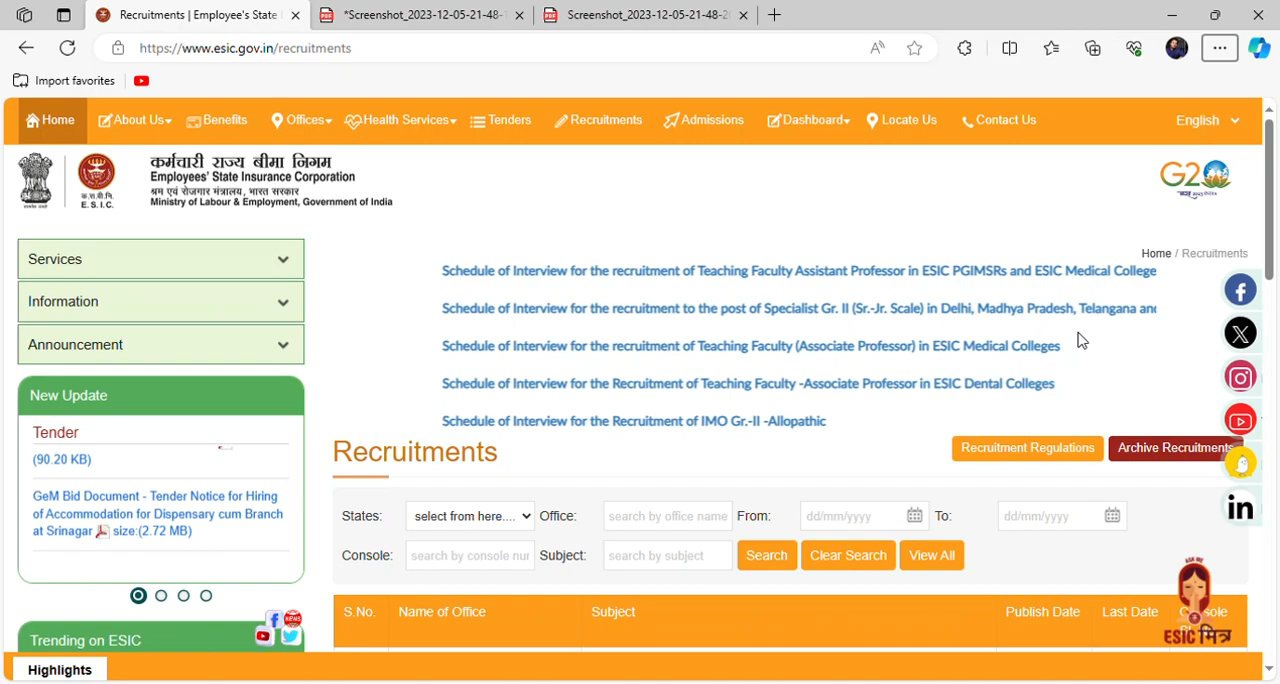 Recruitments | Employee's State
*Screenshot_2023-12-05-21-48-1
Screenshot_2023-12-05-21-48-2
https://www.esic.gov.in/recruitments
Import favorites
Home
About Us
Benefits
Offices
Health Services
Tenders
Recruitments
Admissions
Dashboard
Locate Us
Contact Us
English
क.रा.बी.नि.
E.S.I.C.
कर्मचारी राज्य बीमा निगम
Employees' State Insurance Corporation
श्रम एवं रोजगार मंत्रालय, भारत सरकार
Ministry of Labour & Employment, Government of India
G20
Services
Information
Announcement
Home / Recruitments
Schedule of Interview for the recruitment of Teaching Faculty Assistant Professor in ESIC PGIMSRs and ESIC Medical College
Schedule of Interview for the recruitment to the post of Specialist Gr. II (Sr.-Jr. Scale) in Delhi, Madhya Pradesh, Telangana and
Schedule of Interview for the recruitment of Teaching Faculty (Associate Professor) in ESIC Medical Colleges
Schedule of Interview for the Recruitment of Teaching Faculty -Associate Professor in ESIC Dental Colleges
Schedule of Interview for the Recruitment of IMO Gr.-II -Allopathic
New Update
Tender
(90.20 KB)
GeM Bid Document - Tender Notice for Hiring
of Accommodation for Dispensary cum Branch
at Srinagar size:(2.72 MB)
Recruitments
Recruitment Regulations
Archive Recruitments
States: select from here.... Office: search by office name From: dd/mm/yyyy To: dd/mm/yyyy
Console: search by console nur Subject: search by subject Search Clear Search View All
S.No. Name of Office Subject Publish Date Last Date
Trending on ESIC
NEWS
ESIC मित्र
Highlights